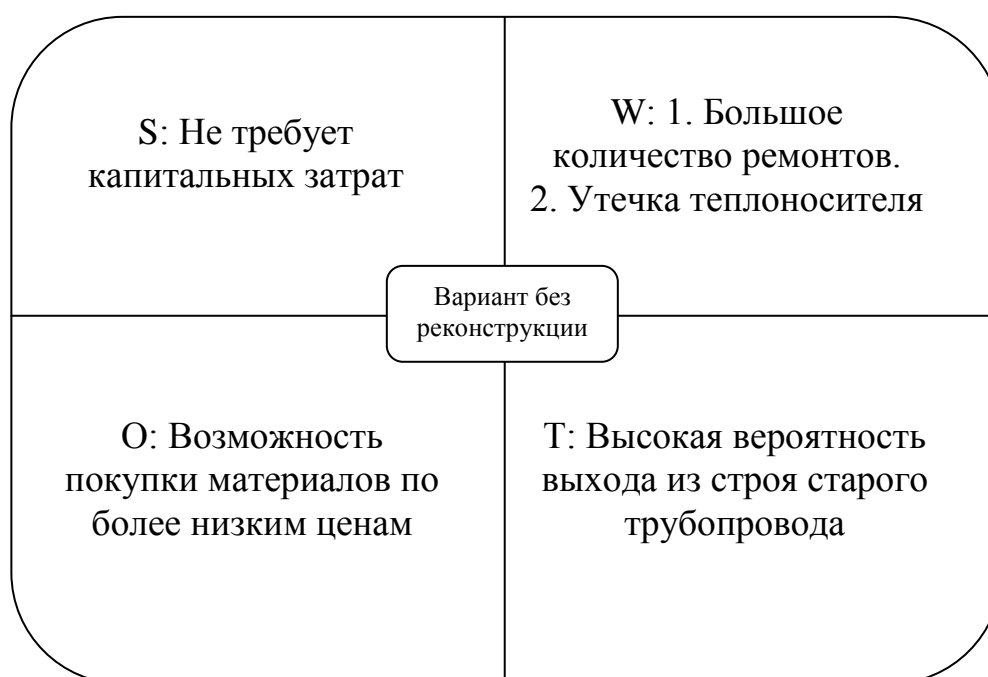 S: Не требует
капитальных затрат
W: 1. Большое
количество ремонтов.
2. Утечка теплоносителя
Вариант без
реконструкции
O: Возможность
покупки материалов по
более низким ценам
T: Высокая вероятность
выхода из строя старого
трубопровода